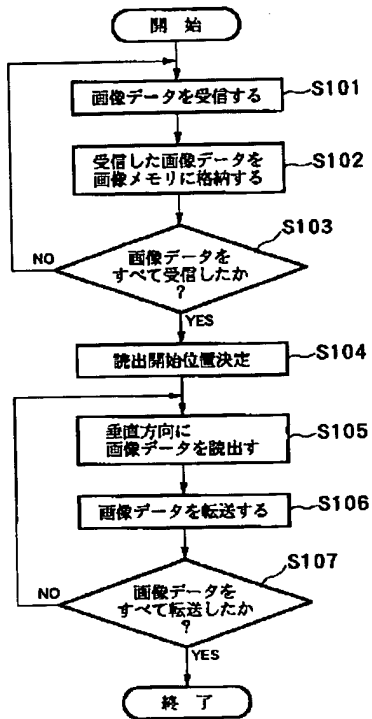 開 始
画像データを受信する
S101
受信した画像データを
画像メモリに格納する
S102
S103
画像データを
すべて受信したか
?
NO
YES
読出開始位置決定
S104
垂直方向に
画像データを読出す
S105
画像データを転送する
S106
S107
画像データを
すべて転送したか
?
NO
YES
終 了